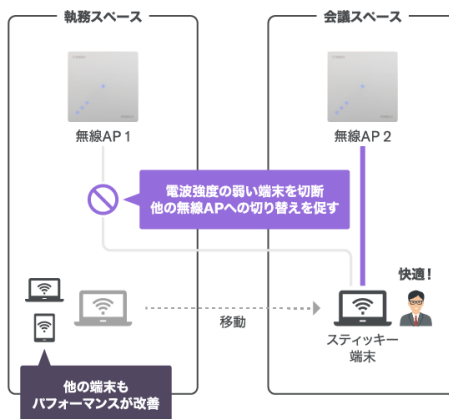 執務スペース
会議スペース
無線AP 1
無線AP 2
電波強度の弱い端末を切断
他の無線APへの切り替えを促す
快適！
移動
スティッキー
端末
他の端末も
パフォーマンスが改善